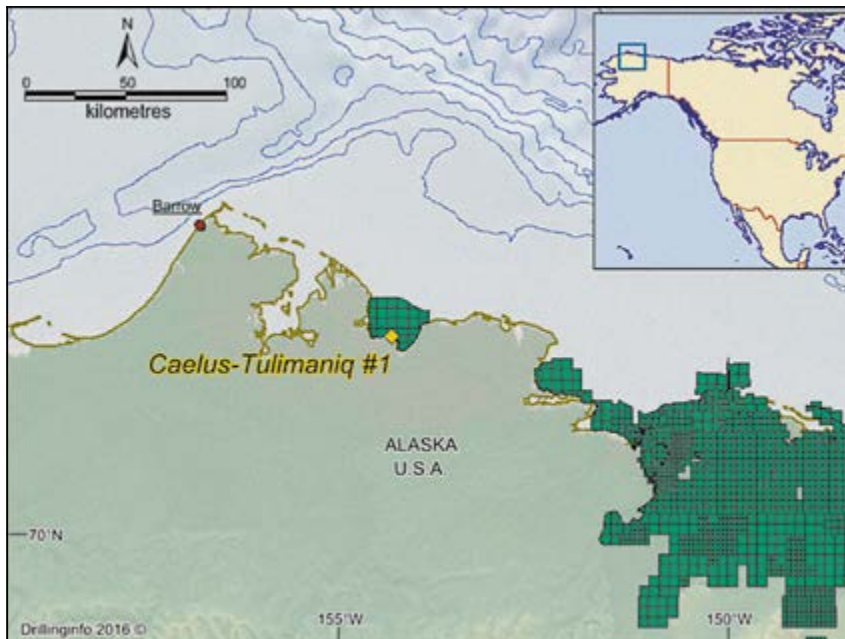 N
0 50 100
kilometres
Barrow
Caelus-Tulimaniq #1
ALASKA
U.S.A.
70°N
155°W
150°W
Drillinginfo 2016 ©